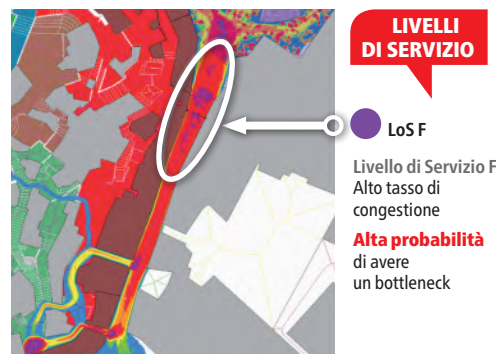 LIVELLI
DI SERVIZIO
LoS F
Livello di Servizio F
Alto tasso di
congestione
Alta probabilità
di avere
un bottleneck